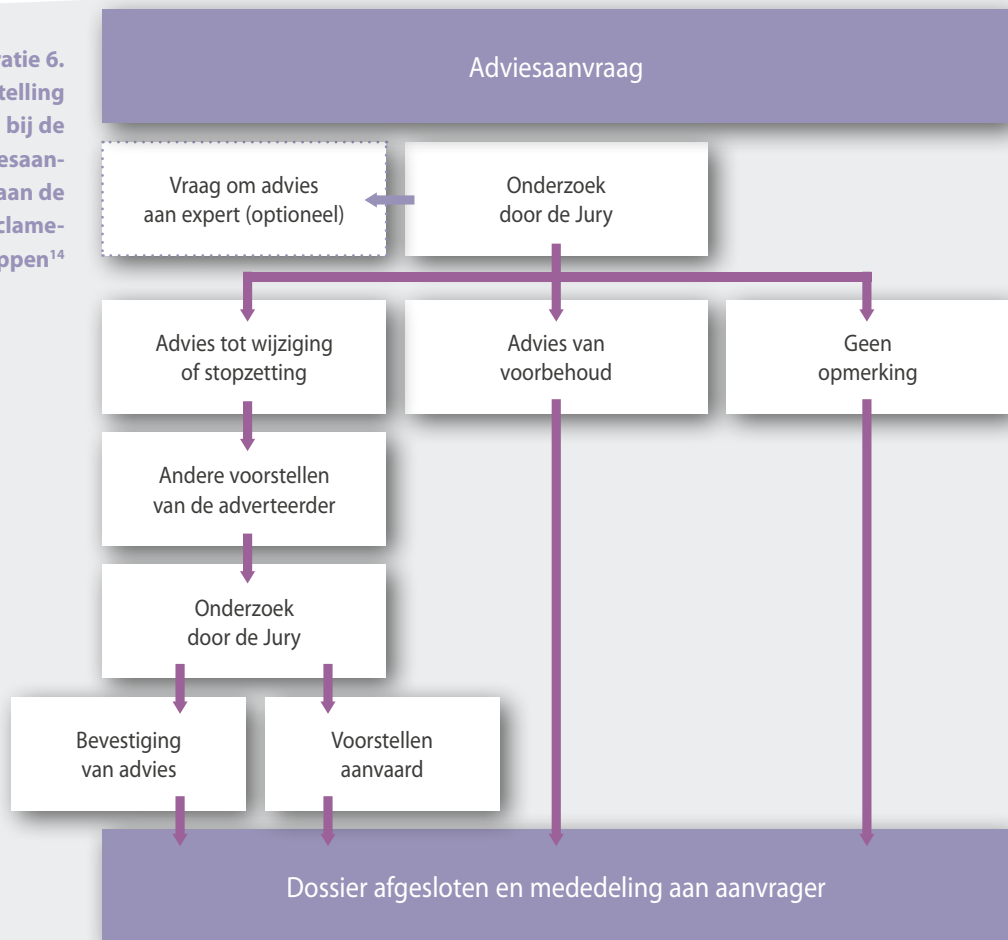 Adviesaanvraag
atie 6.
telling
bij de
esaan-
aan de
clame-
ppen14
Vraag om advies
aan expert (optioneel)
Onderzoek
door de Jury
Advies tot wijziging
of stopzetting
Advies van
voorbehoud
Geen
opmerking
Andere voorstellen
van de adverteerder
Onderzoek
door de Jury
Bevestiging
van advies
Voorstellen
aanvaard
Dossier afgesloten en mededeling aan aanvrager